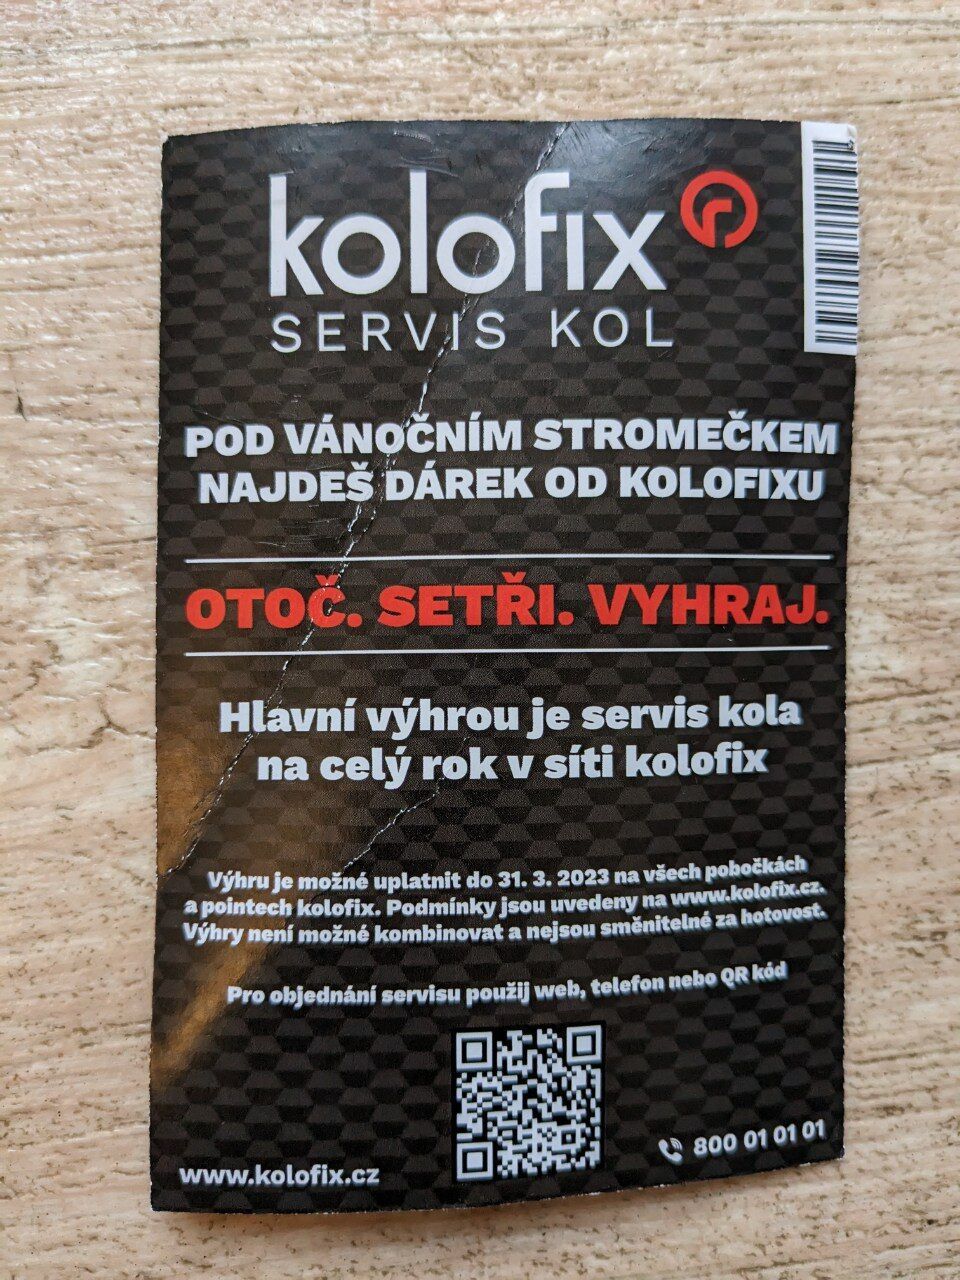 kolofix
SERVIS KOL
POD VÁNOČNÍM STROMEČKEM
NAJDEŠ DÁREK OD KOLOFIXU
OTOČ. SETŘI. VYHRAJ.
Hlavní výhrou je servis kola
na celý rok v síti kolofix
Výhru je možné uplatnit do 31. 3. 2023 na všech pobočkách
a pointech kolofix. Podmínky jsou uvedeny na www.kolofix.cz.
Výhry není možné kombinovat a nejsou směnitelné za hotovost.
Pro objednání servisu použij web, telefon nebo QR kód
www.kolofix.cz
800 01 01 01